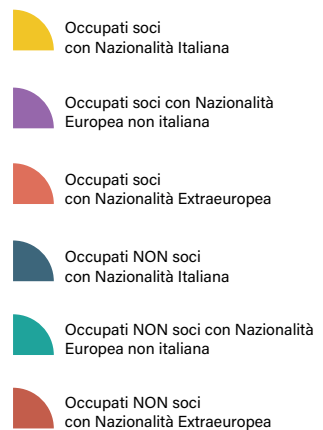 Occupati soci
con Nazionalità Italiana
Occupati soci con Nazionalità
Europea non italiana
Occupati soci
con Nazionalità Extraeuropea
Occupati NON soci
con Nazionalità Italiana
Occupati NON soci con Nazionalità
Europea non italiana
Occupati NON soci
con Nazionalità Extraeuropea